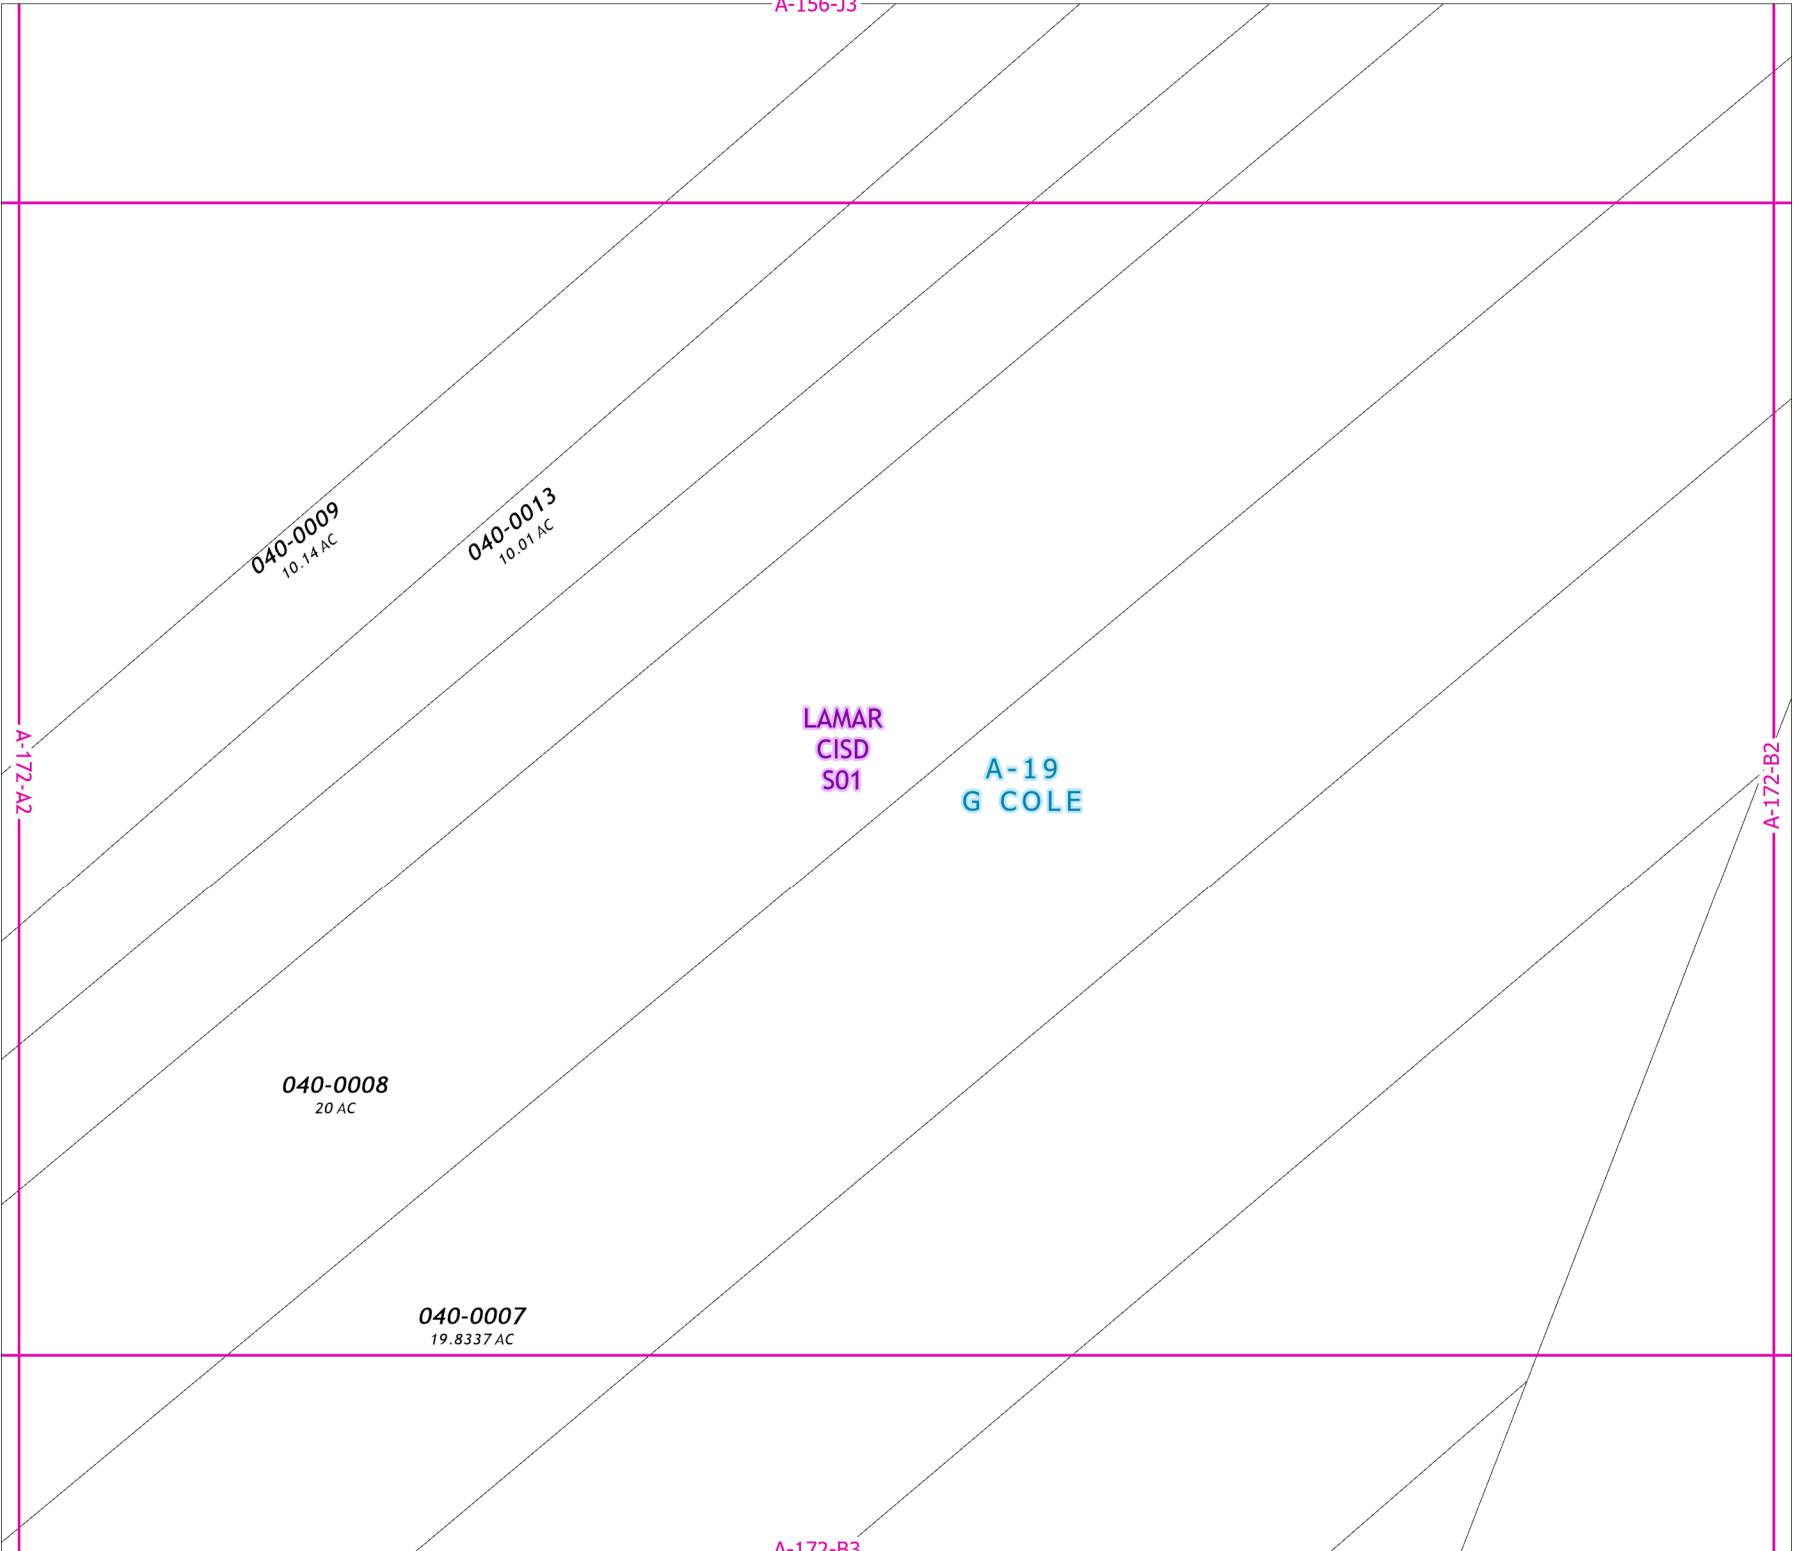 A-156-J3
040-0009
10.14 AC
040-0013
10.01 AC
LAMAR
CISD
S01
A-19
G COLE
A-172-A2
A-172-B2
040-0008
20 AC
040-0007
19.8337 AC
A-172-B3